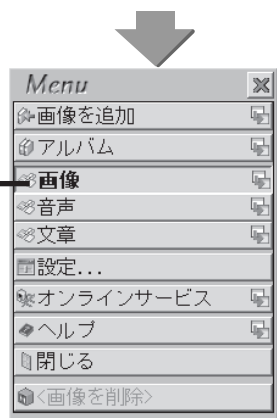 Menu
画像を追加
アルバム
画像
音声
文章
設定...
オンラインサービス
ヘルプ
閉じる
<画像を削除>